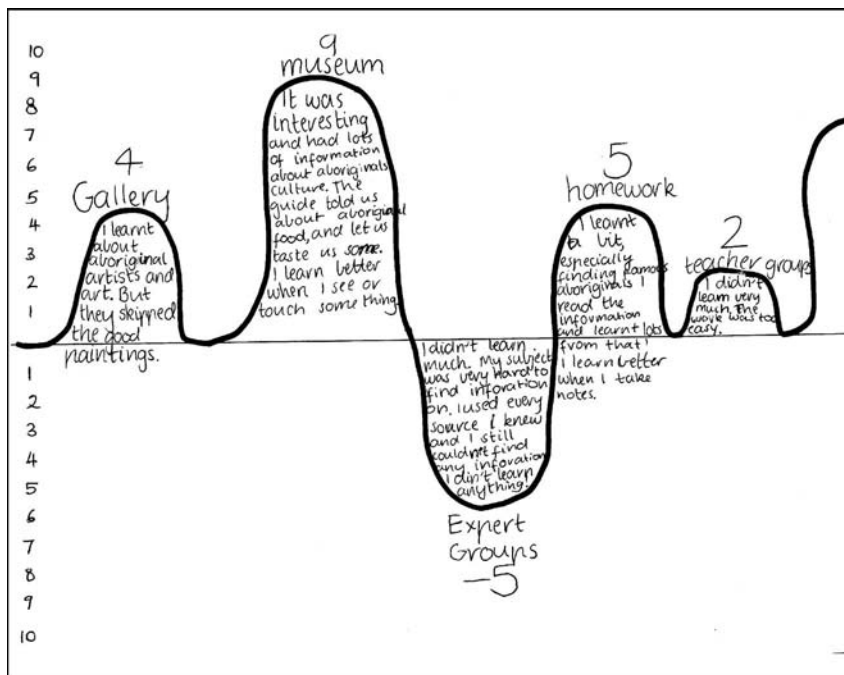 10
9
8
7
6
5
4
3
2
1
1
2
3
4
5
6
7
8
9
10
4
Gallery
I learnt
about
aboriginal
artists and
art. But
they skipped
the good
paintings.
9
museum
It was
interesting
and had lots
of information
about aboriginals
culture. The
guide told us
about aboriginal
food, and let us
taste us some.
I learn better
when I see or
touch something
I didn't learn
much. My subject
was very hard to
find inforation
on. I used every
source I knew
and I still
couldn't find
any inforation
I din't learn
anything!
Expert
Groups
-5
5
homework
I learnt
a bit,
especially
finding famous
aboriginals I
read the
information
and learnt lots
from that!
I learn better
when I take
notes.
2
teacher groups
I didn't
learn very
much. The
work was too
easy.